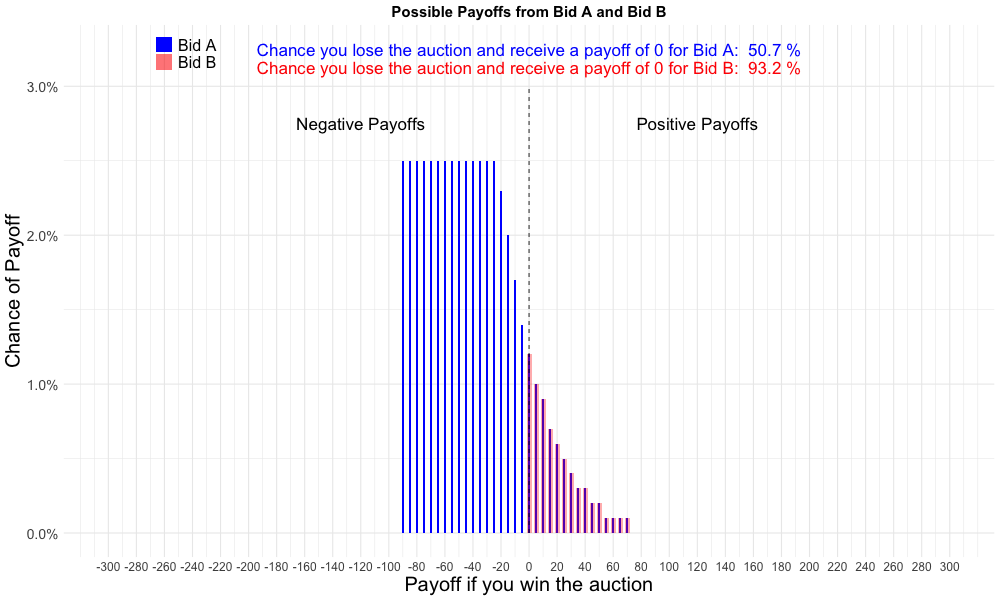 Possible Payoffs from Bid A and Bid B
Bid A
Bid B
Chance you lose the auction and receive a payoff of 0 for Bid A:  50.7 %
Chance you lose the auction and receive a payoff of 0 for Bid B:  93.2 %
Negative Payoffs
Positive Payoffs
Chance of Payoff
3.0%
2.0%
1.0%
0.0%
-300 -280 -260 -240 -220 -200 -180 -160 -140 -120 -100 -80 -60 -40 -20 0 20 40 60 80 100 120 140 160 180 200 220 240 260 280 300
Payoff if you win the auction